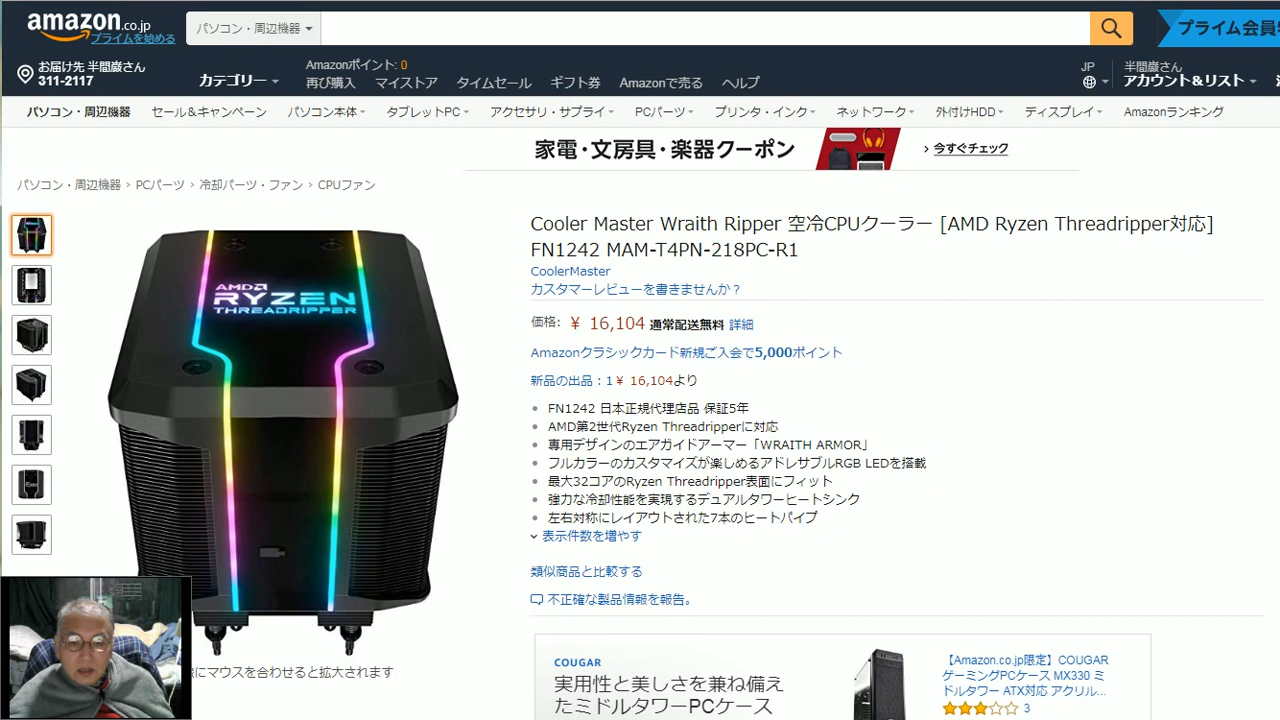 amazon.co.jp
プライムを始める
パソコン・周辺機器
プライム会員
お届け先 半間巌さん
311-2117
カテゴリー
Amazonポイント: 0
再び購入 マイストア タイムセール ギフト券 Amazonで売る ヘルプ
JP
半間巌さん
アカウント&リスト
パソコン・周辺機器 セール&キャンペーン パソコン本体 タブレットPC アクセサリ・サプライ PCパーツ プリンタ・インク ネットワーク 外付けHDD ディスプレイ Amazonランキング
家電・文房具・楽器クーポン
› 今すぐチェック
パソコン・周辺機器 › PCパーツ › 冷却パーツ・ファン › CPUファン
AMD
RYZEN
THREADRIPPER
にマウスを合わせると拡大されます
Cooler Master Wraith Ripper 空冷CPUクーラー [AMD Ryzen Threadripper対応]
FN1242 MAM-T4PN-218PC-R1
CoolerMaster
カスタマーレビューを書きませんか？
価格: ￥ 16,104 通常配送無料 詳細
Amazonクラシックカード新規ご入会で5,000ポイント
新品の出品：1￥ 16,104より
FN1242 日本正規代理店品 保証5年
AMD第2世代Ryzen Threadripperに対応
専用デザインのエアガイドアーマー「WRAITH ARMOR」
フルカラーのカスタマイズが楽しめるアドレサブルRGB LEDを搭載
最大32コアのRyzen Threadripper表面にフィット
強力な冷却性能を実現するデュアルタワーヒートシンク
左右対称にレイアウトされた7本のヒートパイプ
表示件数を増やす
類似商品と比較する
不正確な製品情報を報告。
COUGAR
実用性と美しさを兼ね備え
たミドルタワーPCケース
【Amazon.co.jp限定】COUGAR
ゲーミングPCケース MX330 ミ
ドルタワー ATX対応 アクリル...
3